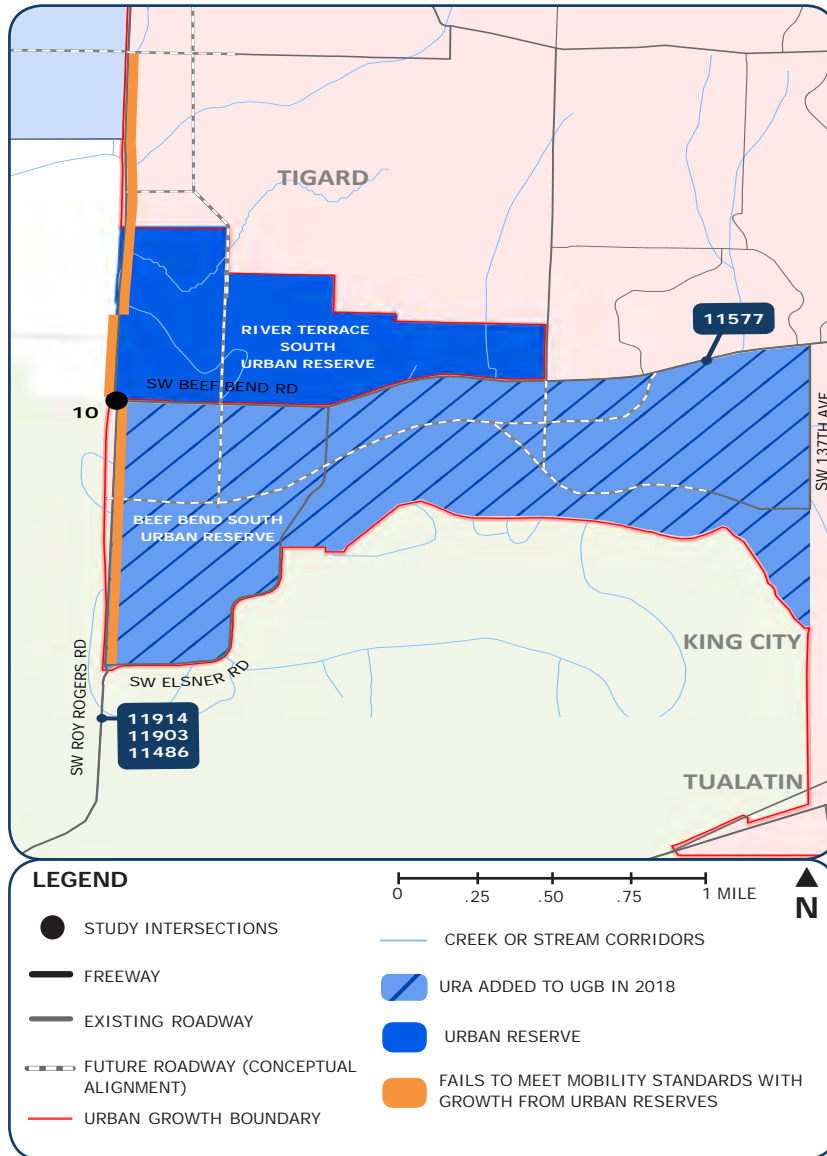 TIGARD
11577
RIVER TERRACE
SOUTH
URBAN RESERVE
SW BEEF BEND RD
10
SW 137TH AVE
BEEF BEND SOUTH
URBAN RESERVE
KING CITY
SW ELSNER RD
SW ROY ROGERS RD
11914
11903
11486
TUALATIN
LEGEND
0 .25 .50 .75 1 MILE
N
STUDY INTERSECTIONS
FREEWAY
EXISTING ROADWAY
FUTURE ROADWAY (CONCEPTUAL
ALIGNMENT)
URBAN GROWTH BOUNDARY
CREEK OR STREAM CORRIDORS
URA ADDED TO UGB IN 2018
URBAN RESERVE
FAILS TO MEET MOBILITY STANDARDS WITH
GROWTH FROM URBAN RESERVES